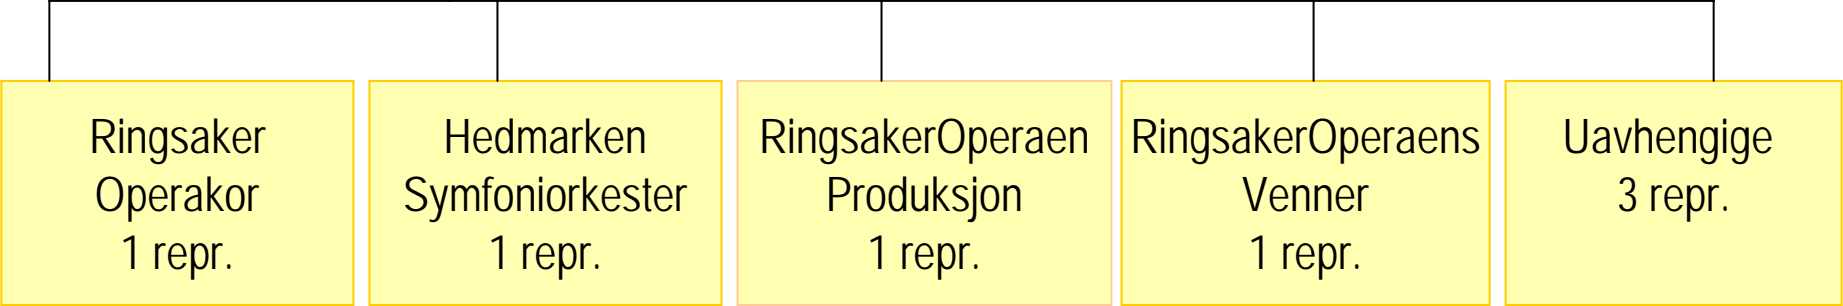 Ringsaker
Operakor
1 repr.
Hedmarken
Symfoniorkester
1 repr.
RingsakerOperaen
Produksjon
1 repr.
RingsakerOperaens
Venner
1 repr.
Uavhengige
3 repr.